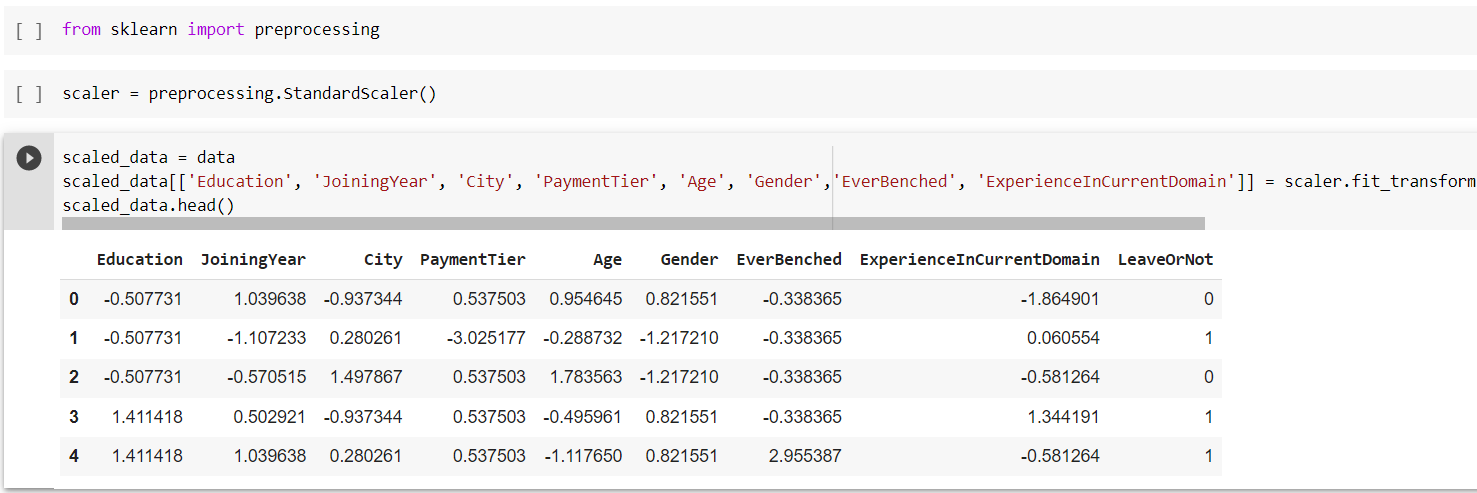 [ ] from sklearn import preprocessing
[ ] scaler = preprocessing.StandardScaler()
scaled_data = data
scaled_data[['Education', 'JoiningYear', 'City', 'PaymentTier', 'Age', 'Gender','EverBenched', 'ExperienceInCurrentDomain']] = scaler.fit_transform
scaled_data.head()
Education JoiningYear City PaymentTier Age Gender EverBenched ExperienceInCurrentDomain LeaveOrNot
0 -0.507731 1.039638 -0.937344 0.537503 0.954645 0.821551 -0.338365 -1.864901 0
1 -0.507731 -1.107233 0.280261 -3.025177 -0.288732 -1.217210 -0.338365 0.060554 1
2 -0.507731 -0.570515 1.497867 0.537503 1.783563 -1.217210 -0.338365 -0.581264 0
3 1.411418 0.502921 -0.937344 0.537503 -0.495961 0.821551 -0.338365 1.344191 1
4 1.411418 1.039638 0.280261 0.537503 -1.117650 0.821551 2.955387 -0.581264 1